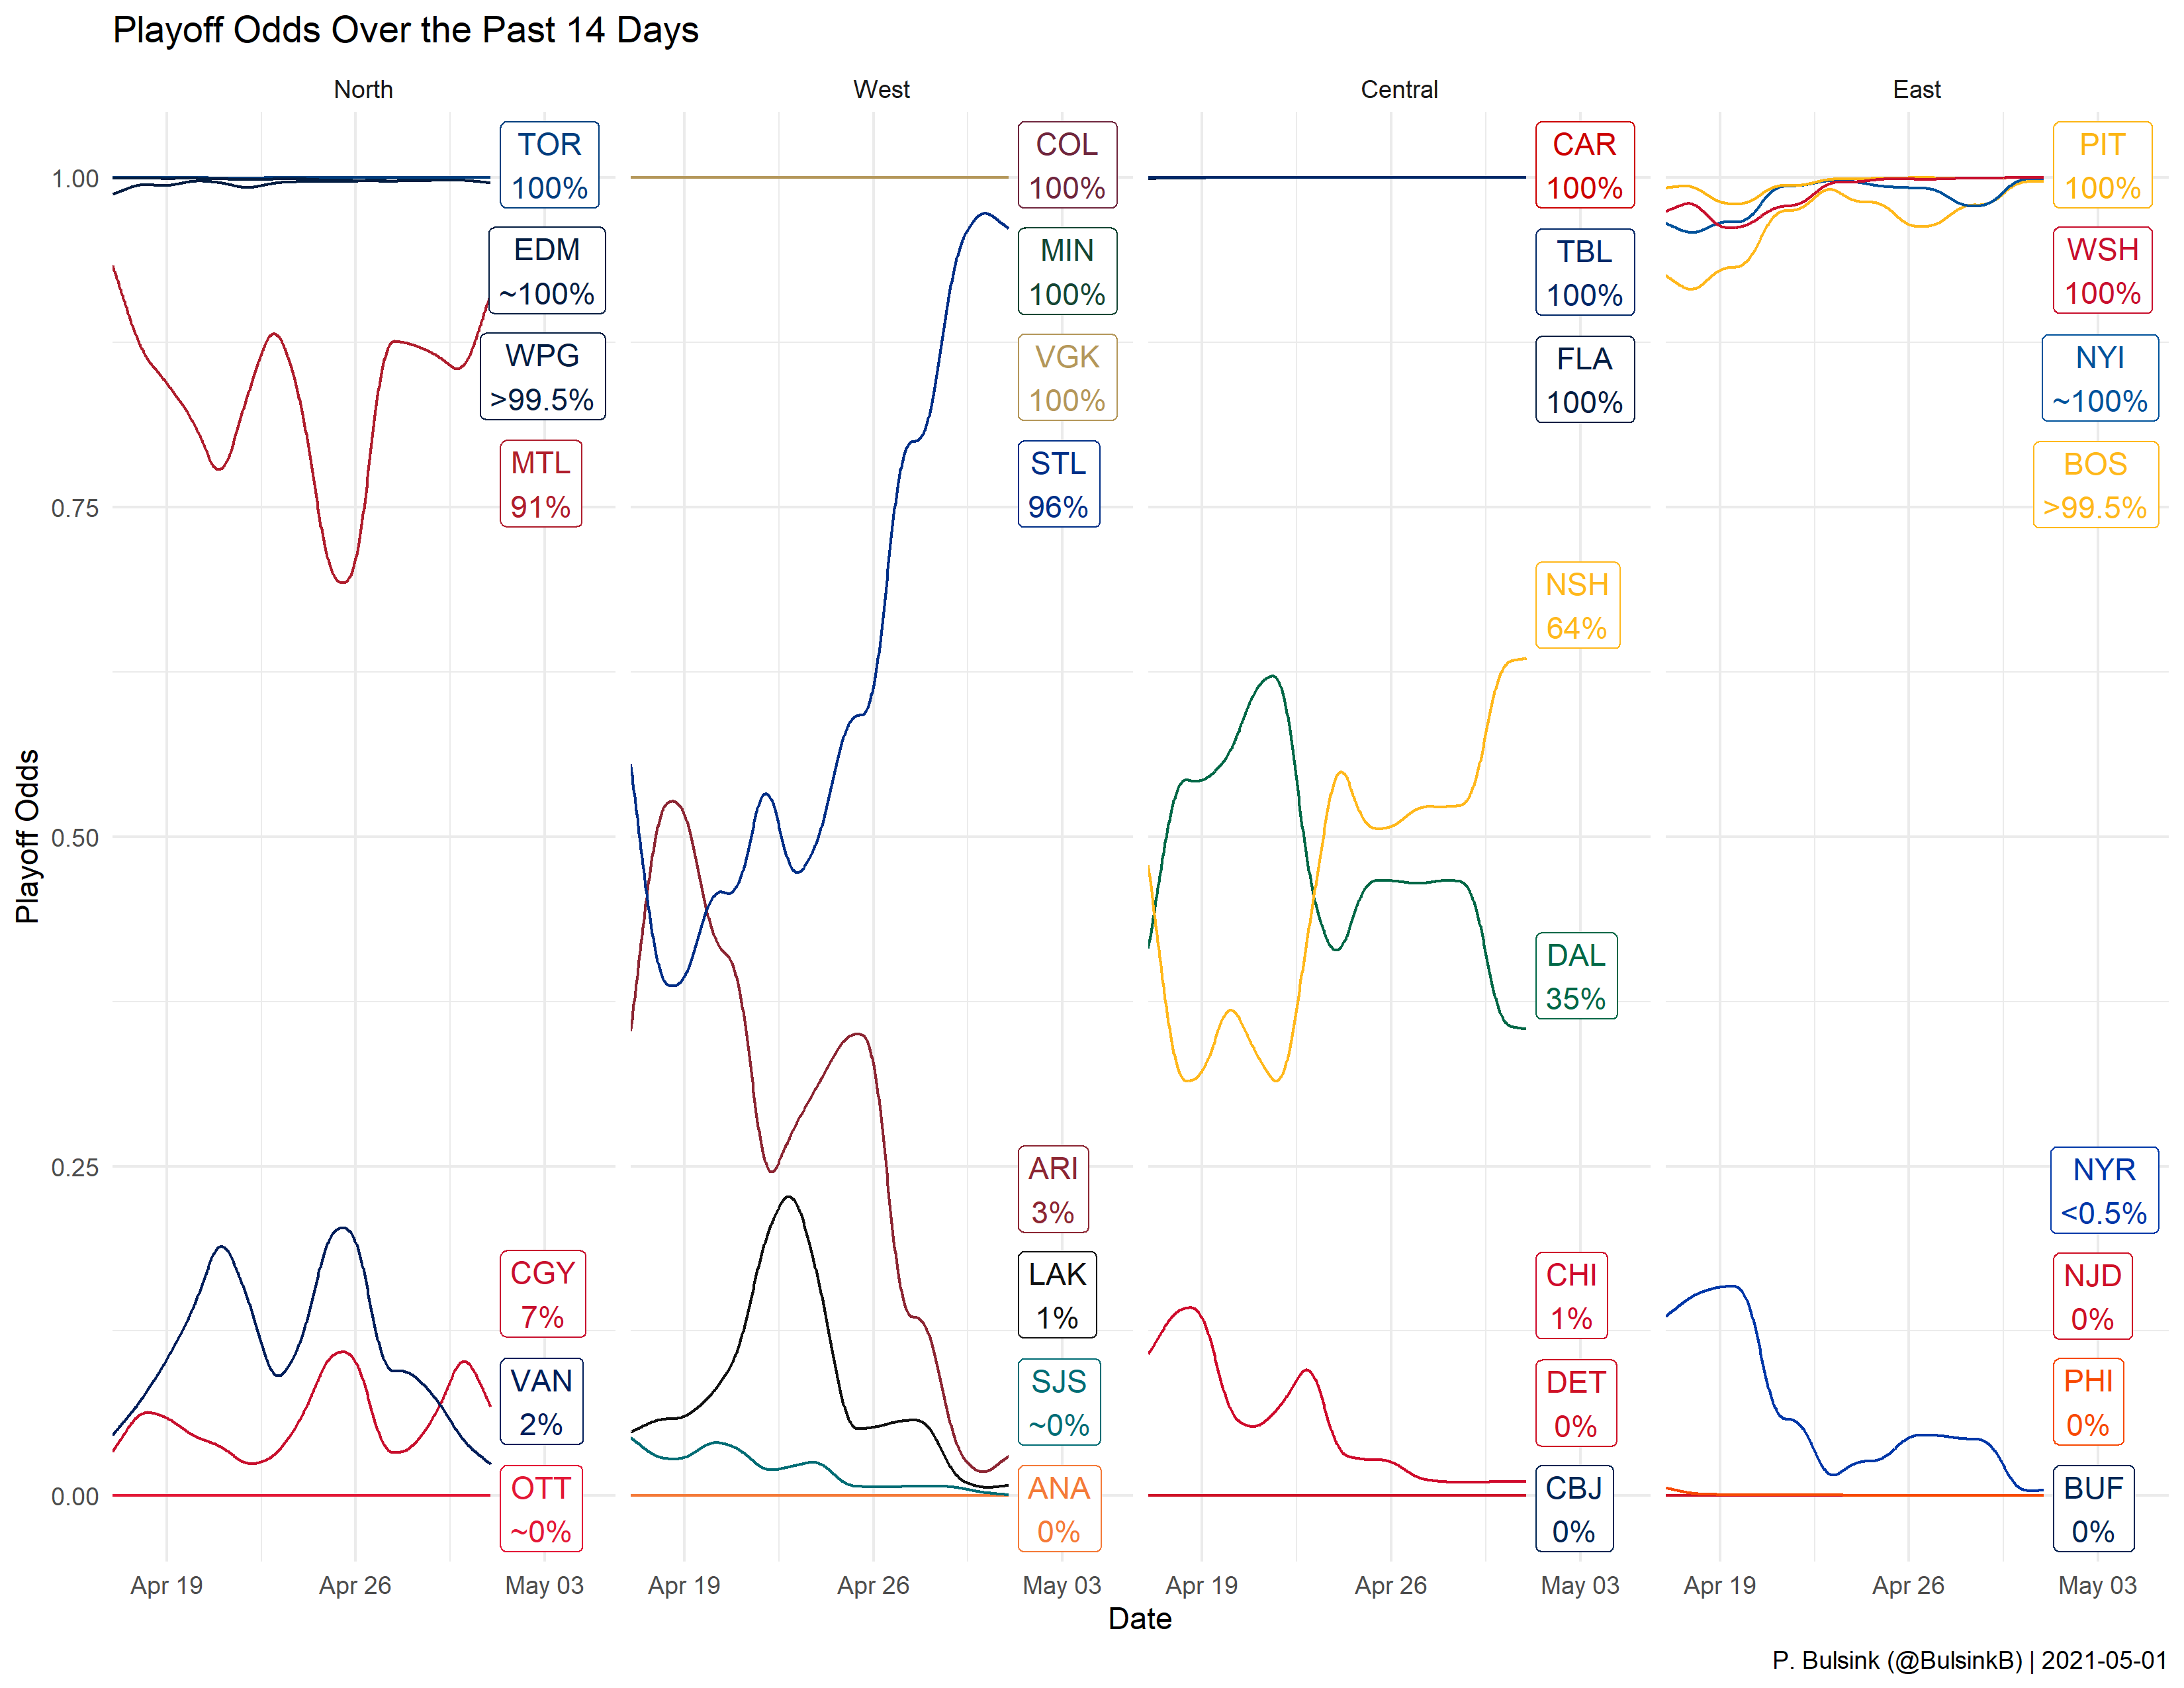 Playoff Odds Over the Past 14 Days
North
West
Central
East
Playoff Odds
1.00
0.75
0.50
0.25
0.00
TOR
100%
EDM
~100%
WPG
>99.5%
MTL
91%
CGY
7%
VAN
2%
OTT
~0%
COL
100%
MIN
100%
VGK
100%
STL
96%
ARI
3%
LAK
1%
SJS
~0%
ANA
0%
CAR
100%
TBL
100%
FLA
100%
NSH
64%
DAL
35%
CHI
1%
DET
0%
CBJ
0%
PIT
100%
WSH
100%
NYI
~100%
BOS
>99.5%
NYR
<0.5%
NJD
0%
PHI
0%
BUF
0%
Apr 19 Apr 26 May 03
Apr 19 Apr 26 May 03
Apr 19 Apr 26 May 03
Apr 19 Apr 26 May 03
Date
P. Bulsink (@BulsinkB) | 2021-05-01